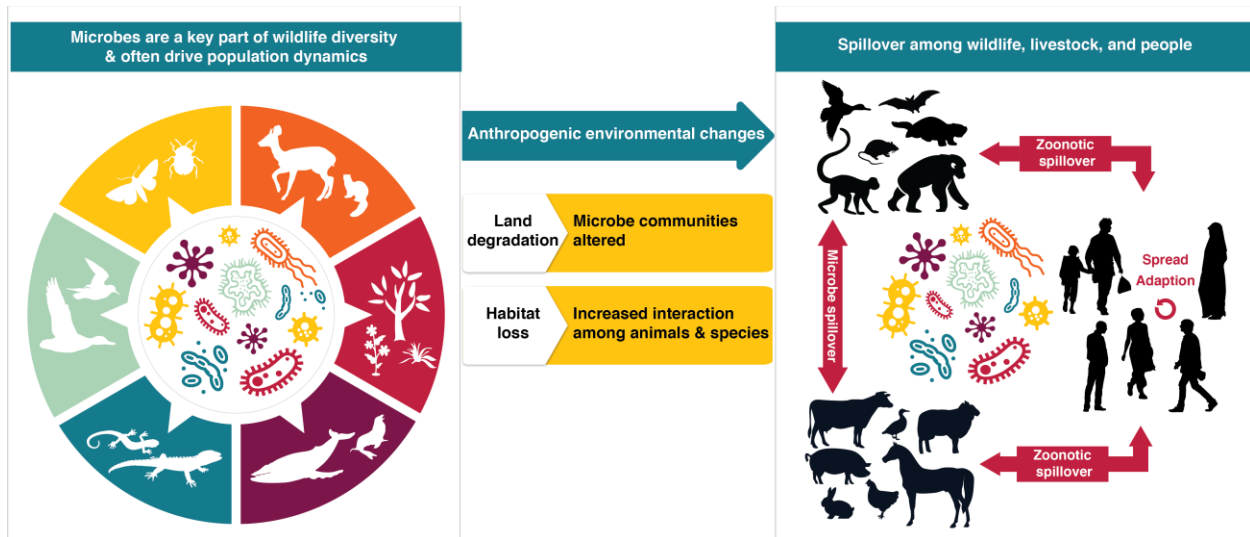 Microbes are a key part of wildlife diversity
& often drive population dynamics
Anthropogenic environmental changes
Land
degradation
Microbe communities
altered
Habitat
loss
Increased interaction
among animals & species
Spillover among wildlife, livestock, and people
Zoonotic
spillover
Microbe spillover
Spread
Adaption
Zoonotic
spillover